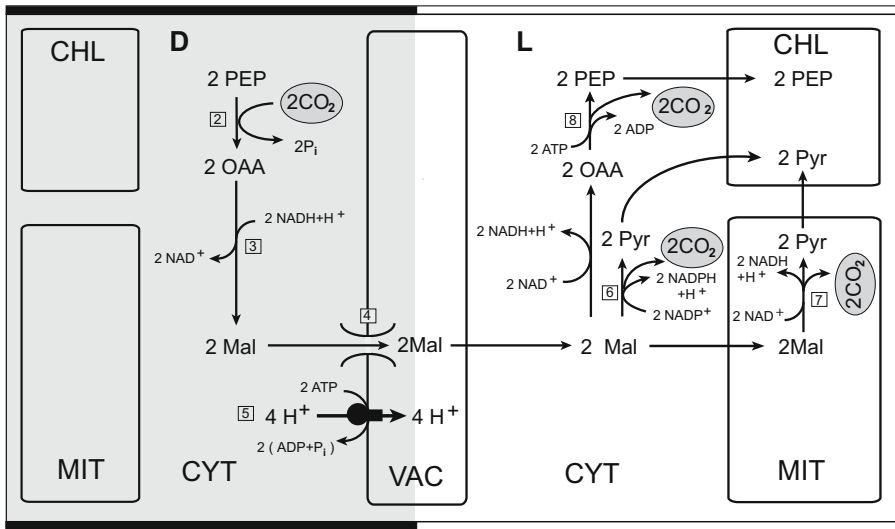 D
L
CHL
CHL
2 PEP
2CO₂
2
2Pᵢ
2 OAA
2 NADH+H⁺
2 NAD⁺
3
2 Mal
4
2Mal
2 ATP
5
4 H⁺
4 H⁺
2 ( ADP+Pᵢ )
MIT
CYT
VAC
2 PEP
2 PEP
2CO₂
8
2 ADP
2 ATP
2 OAA
2 Pyr
2 NADH+H⁺
2 NAD⁺
2 Pyr
2CO₂
2 NADPH
+H⁺
6
2 NADP⁺
2 Mal
2 Pyr
2 NADH
+H⁺
2CO₂
7
2 NAD⁺
2Mal
CYT
MIT